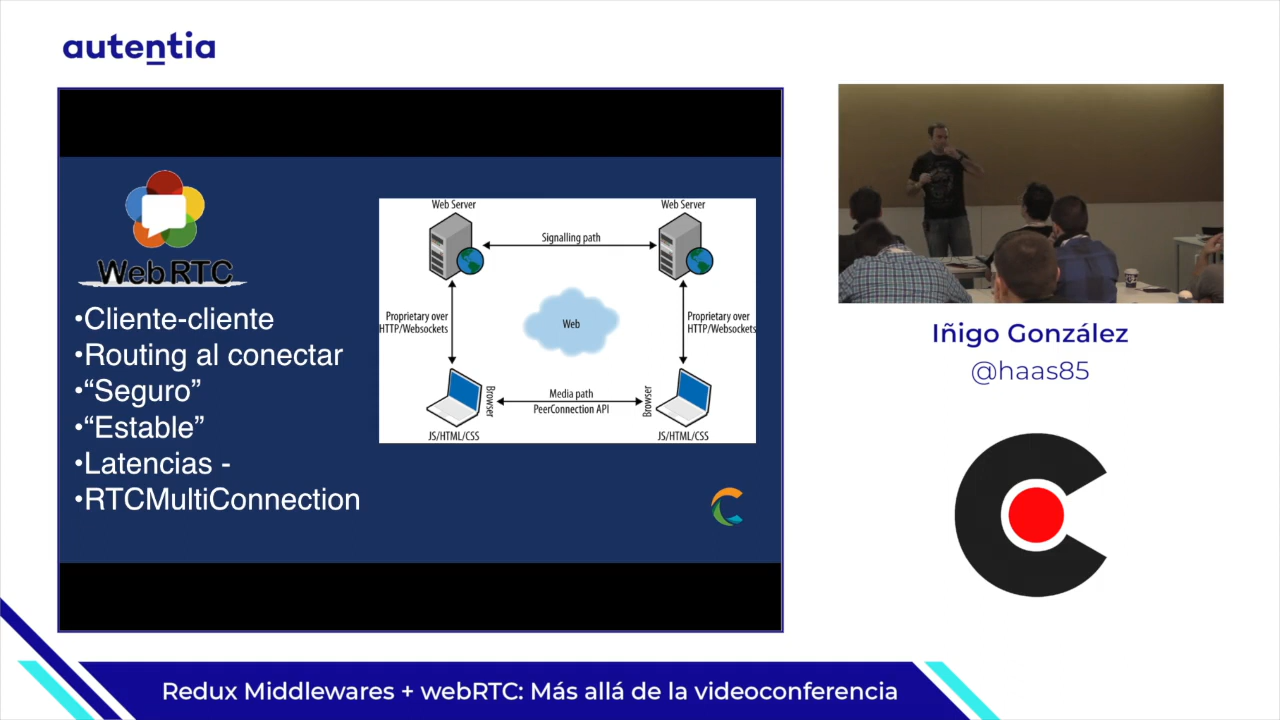 autentia
WebRTC
•Cliente-cliente
•Routing al conectar
•“Seguro”
•“Estable”
•Latencias -
•RTCMultiConnection
Web Server
Web Server
Signalling path
Proprietary over
HTTP/Websockets
Web
Proprietary over
HTTP/Websockets
Browser
Media path
PeerConnection API
Browser
JS/HTML/CSS
JS/HTML/CSS
Iñigo González
@haas85
Redux Middlewares + webRTC: Más allá de la videoconferencia